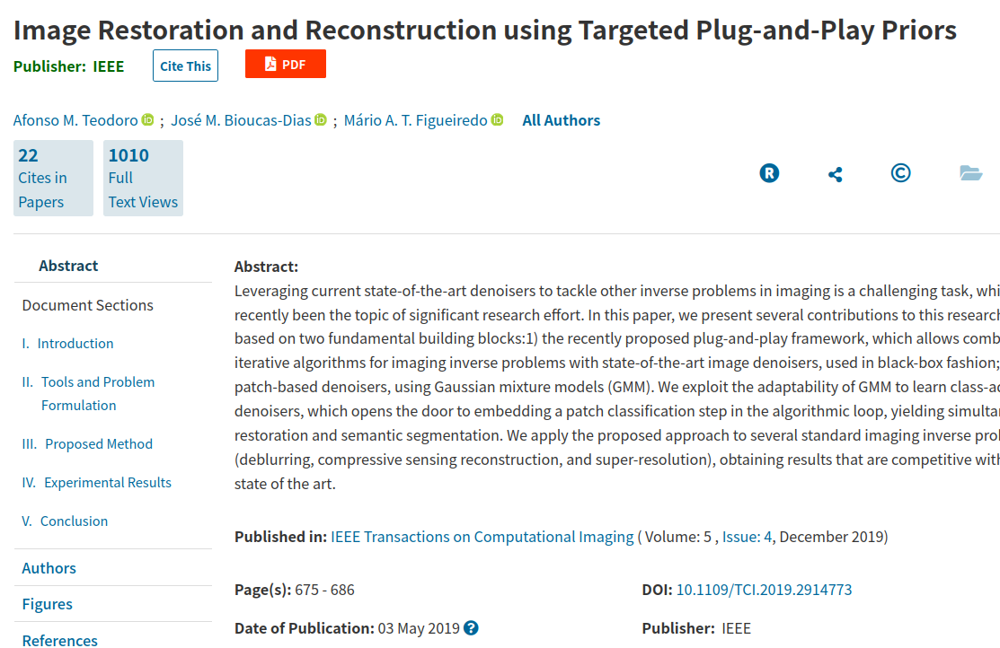 Image Restoration and Reconstruction using Targeted Plug-and-Play Priors
Publisher: IEEE Cite This PDF
Afonso M. Teodoro iD ; José M. Bioucas-Dias iD ; Mário A. T. Figueiredo iD All Authors
22
Cites in
Papers
1010
Full
Text Views
R
©
Abstract
Document Sections
I. Introduction
II. Tools and Problem
Formulation
III. Proposed Method
IV. Experimental Results
V. Conclusion
Authors
Figures
References
Abstract:
Leveraging current state-of-the-art denoisers to tackle other inverse problems in imaging is a challenging task, whi
recently been the topic of significant research effort. In this paper, we present several contributions to this research
based on two fundamental building blocks:1) the recently proposed plug-and-play framework, which allows comb
iterative algorithms for imaging inverse problems with state-of-the-art image denoisers, used in black-box fashion;
patch-based denoisers, using Gaussian mixture models (GMM). We exploit the adaptability of GMM to learn class-ad
denoisers, which opens the door to embedding a patch classification step in the algorithmic loop, yielding simultan
restoration and semantic segmentation. We apply the proposed approach to several standard imaging inverse prob
(deblurring, compressive sensing reconstruction, and super-resolution), obtaining results that are competitive with
state of the art.
Published in: IEEE Transactions on Computational Imaging ( Volume: 5 , Issue: 4, December 2019)
Page(s): 675 - 686
DOI: 10.1109/TCI.2019.2914773
Date of Publication: 03 May 2019 ?
Publisher: IEEE